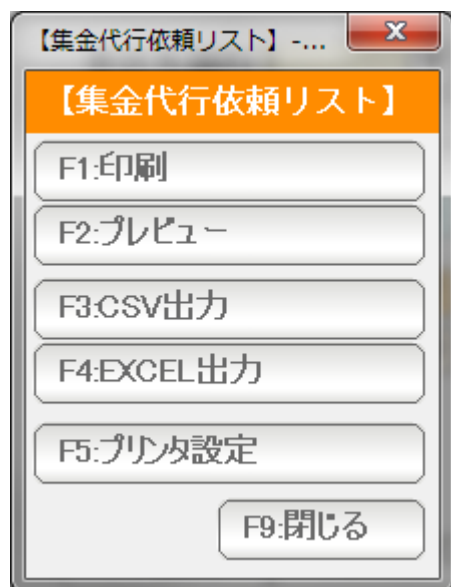 【集金代行依頼リスト】-...
【集金代行依頼リスト】
F1:印刷
F2:プレビュー
F3:CSV出力
F4:EXCEL出力
F5:プリンタ設定
F9:閉じる